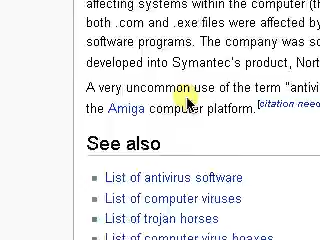 affecting systems within the computer (th
both .com and .exe files were affected by
software programs. The company was so
developed into Symantec's product, Nort
A very uncommon use of the term "antivi
the Amiga computer platform.[citation need
See also
List of antivirus software
List of computer viruses
List of trojan horses
List of computer virus hoaxes